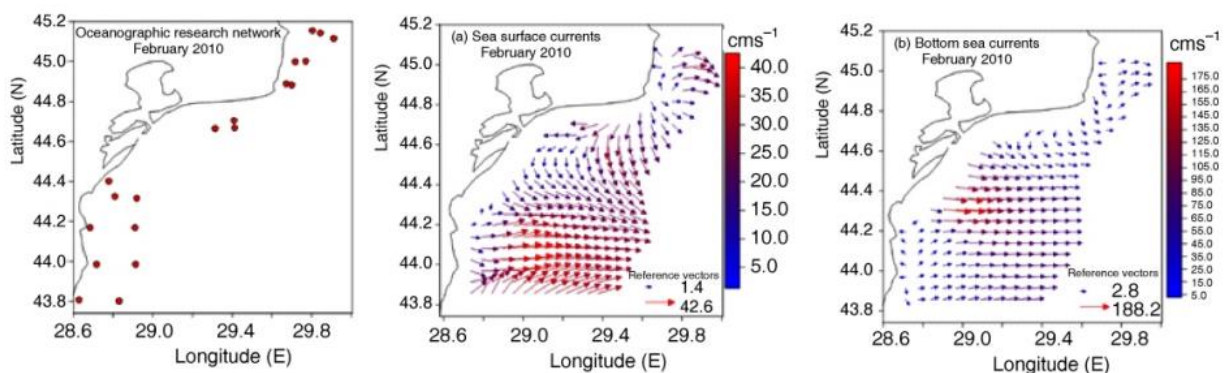 Oceanographic research network
February 2010
45.2
45.0
44.8
44.6
44.4
44.2
44.0
43.8
Latitude (N)
28.6 29.0 29.4 29.8
Longitude (E)
(a) Sea surface currents
February 2010
45.2
45.0
44.8
44.6
44.4
44.2
44.0
43.8
Latitude (N)
28.6 29.0 29.4 29.8
Longitude (E)
Reference vectors
1.4
42.6
cms⁻¹
40.0
35.0
30.0
25.0
20.0
15.0
10.0
5.0
(b) Bottom sea currents
February 2010
45.2
45.0
44.8
44.6
44.4
44.2
44.0
43.8
Latitude (N)
28.6 29.0 29.4 29.8
Longitude (E)
Reference vectors
2.8
188.2
cms⁻¹
175.0
165.0
155.0
145.0
135.0
125.0
115.0
105.0
95.0
85.0
75.0
65.0
55.0
45.0
35.0
25.0
15.0
5.0